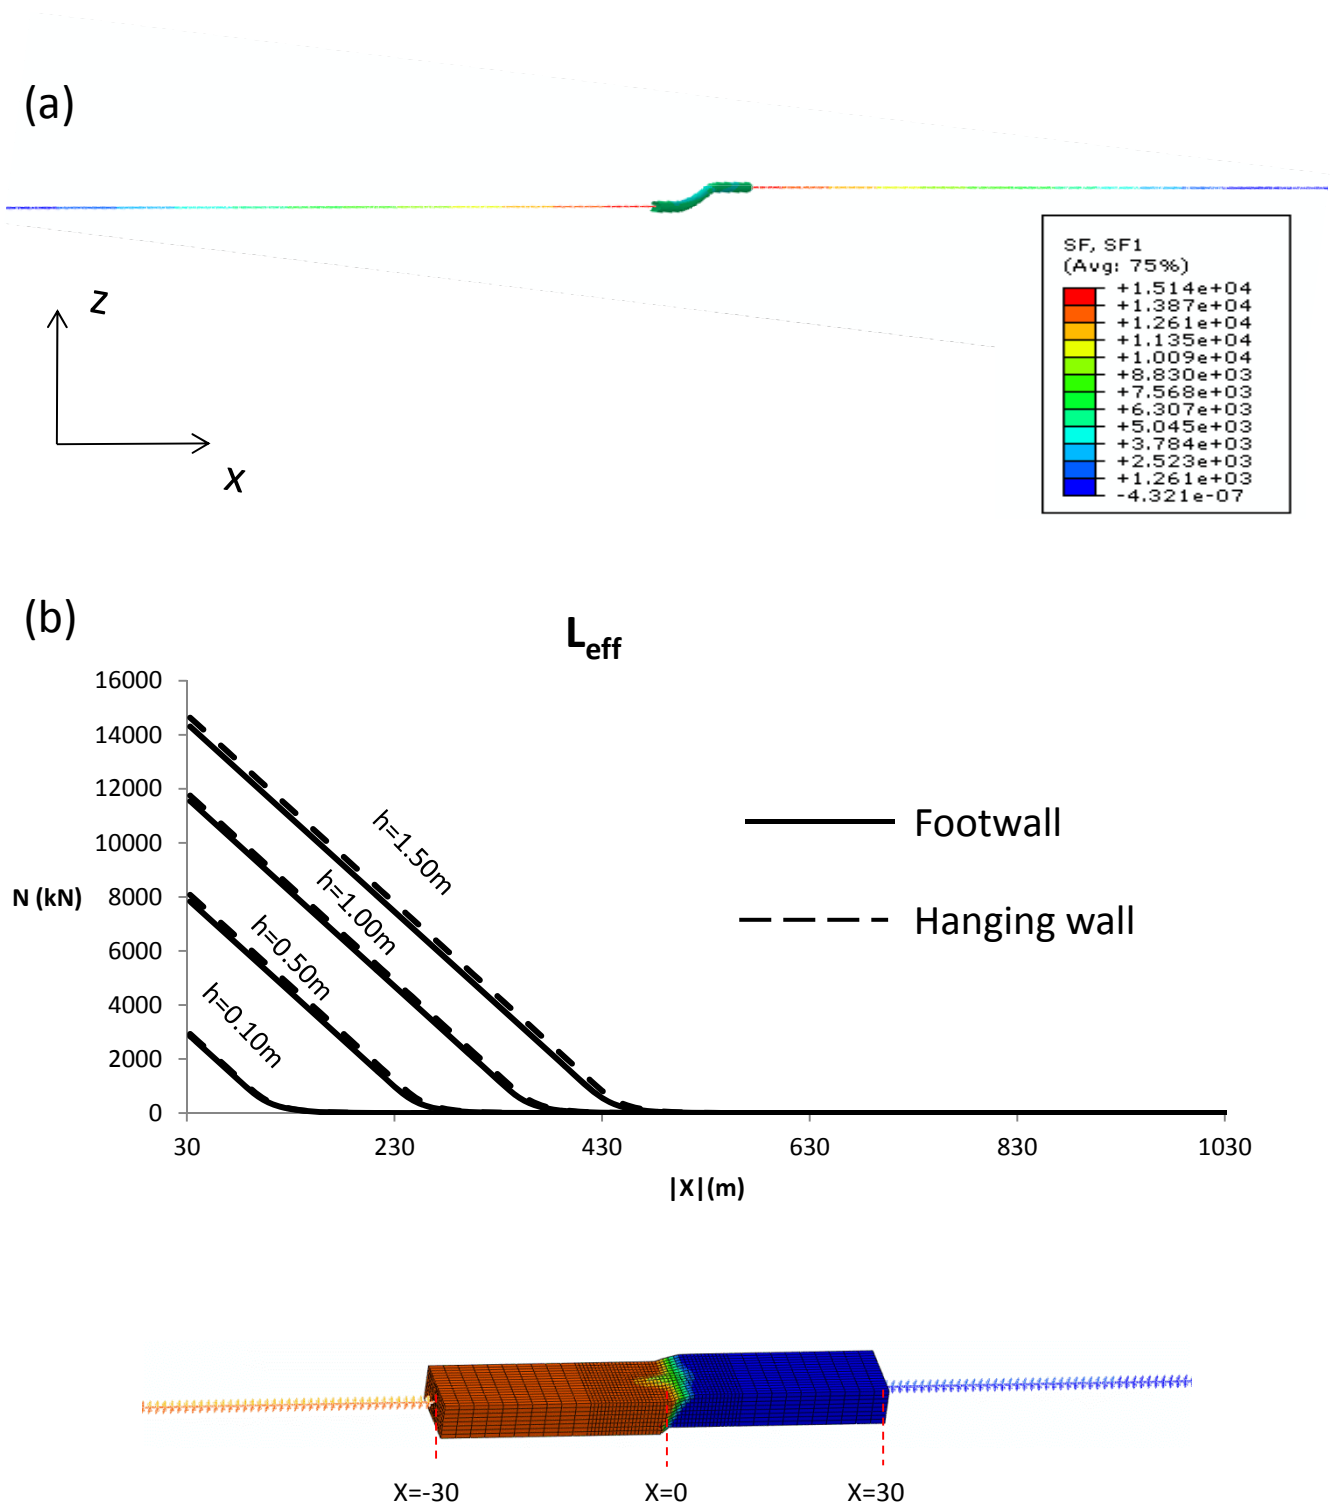 (a)
z
x
SF, SF1
(Avg: 75%)
+1.514e+04
+1.387e+04
+1.261e+04
+1.135e+04
+1.009e+04
+8.830e+03
+7.568e+03
+6.307e+03
+5.045e+03
+3.784e+03
+2.523e+03
+1.261e+03
-4.321e-07
(b)
Leff
16000
14000
12000
10000
8000
6000
4000
2000
0
N (kN)
h=1.50m
h=1.00m
h=0.50m
h=0.10m
Footwall
Hanging wall
30 230 430 630 830 1030
|X|(m)
X=-30 X=0 X=30